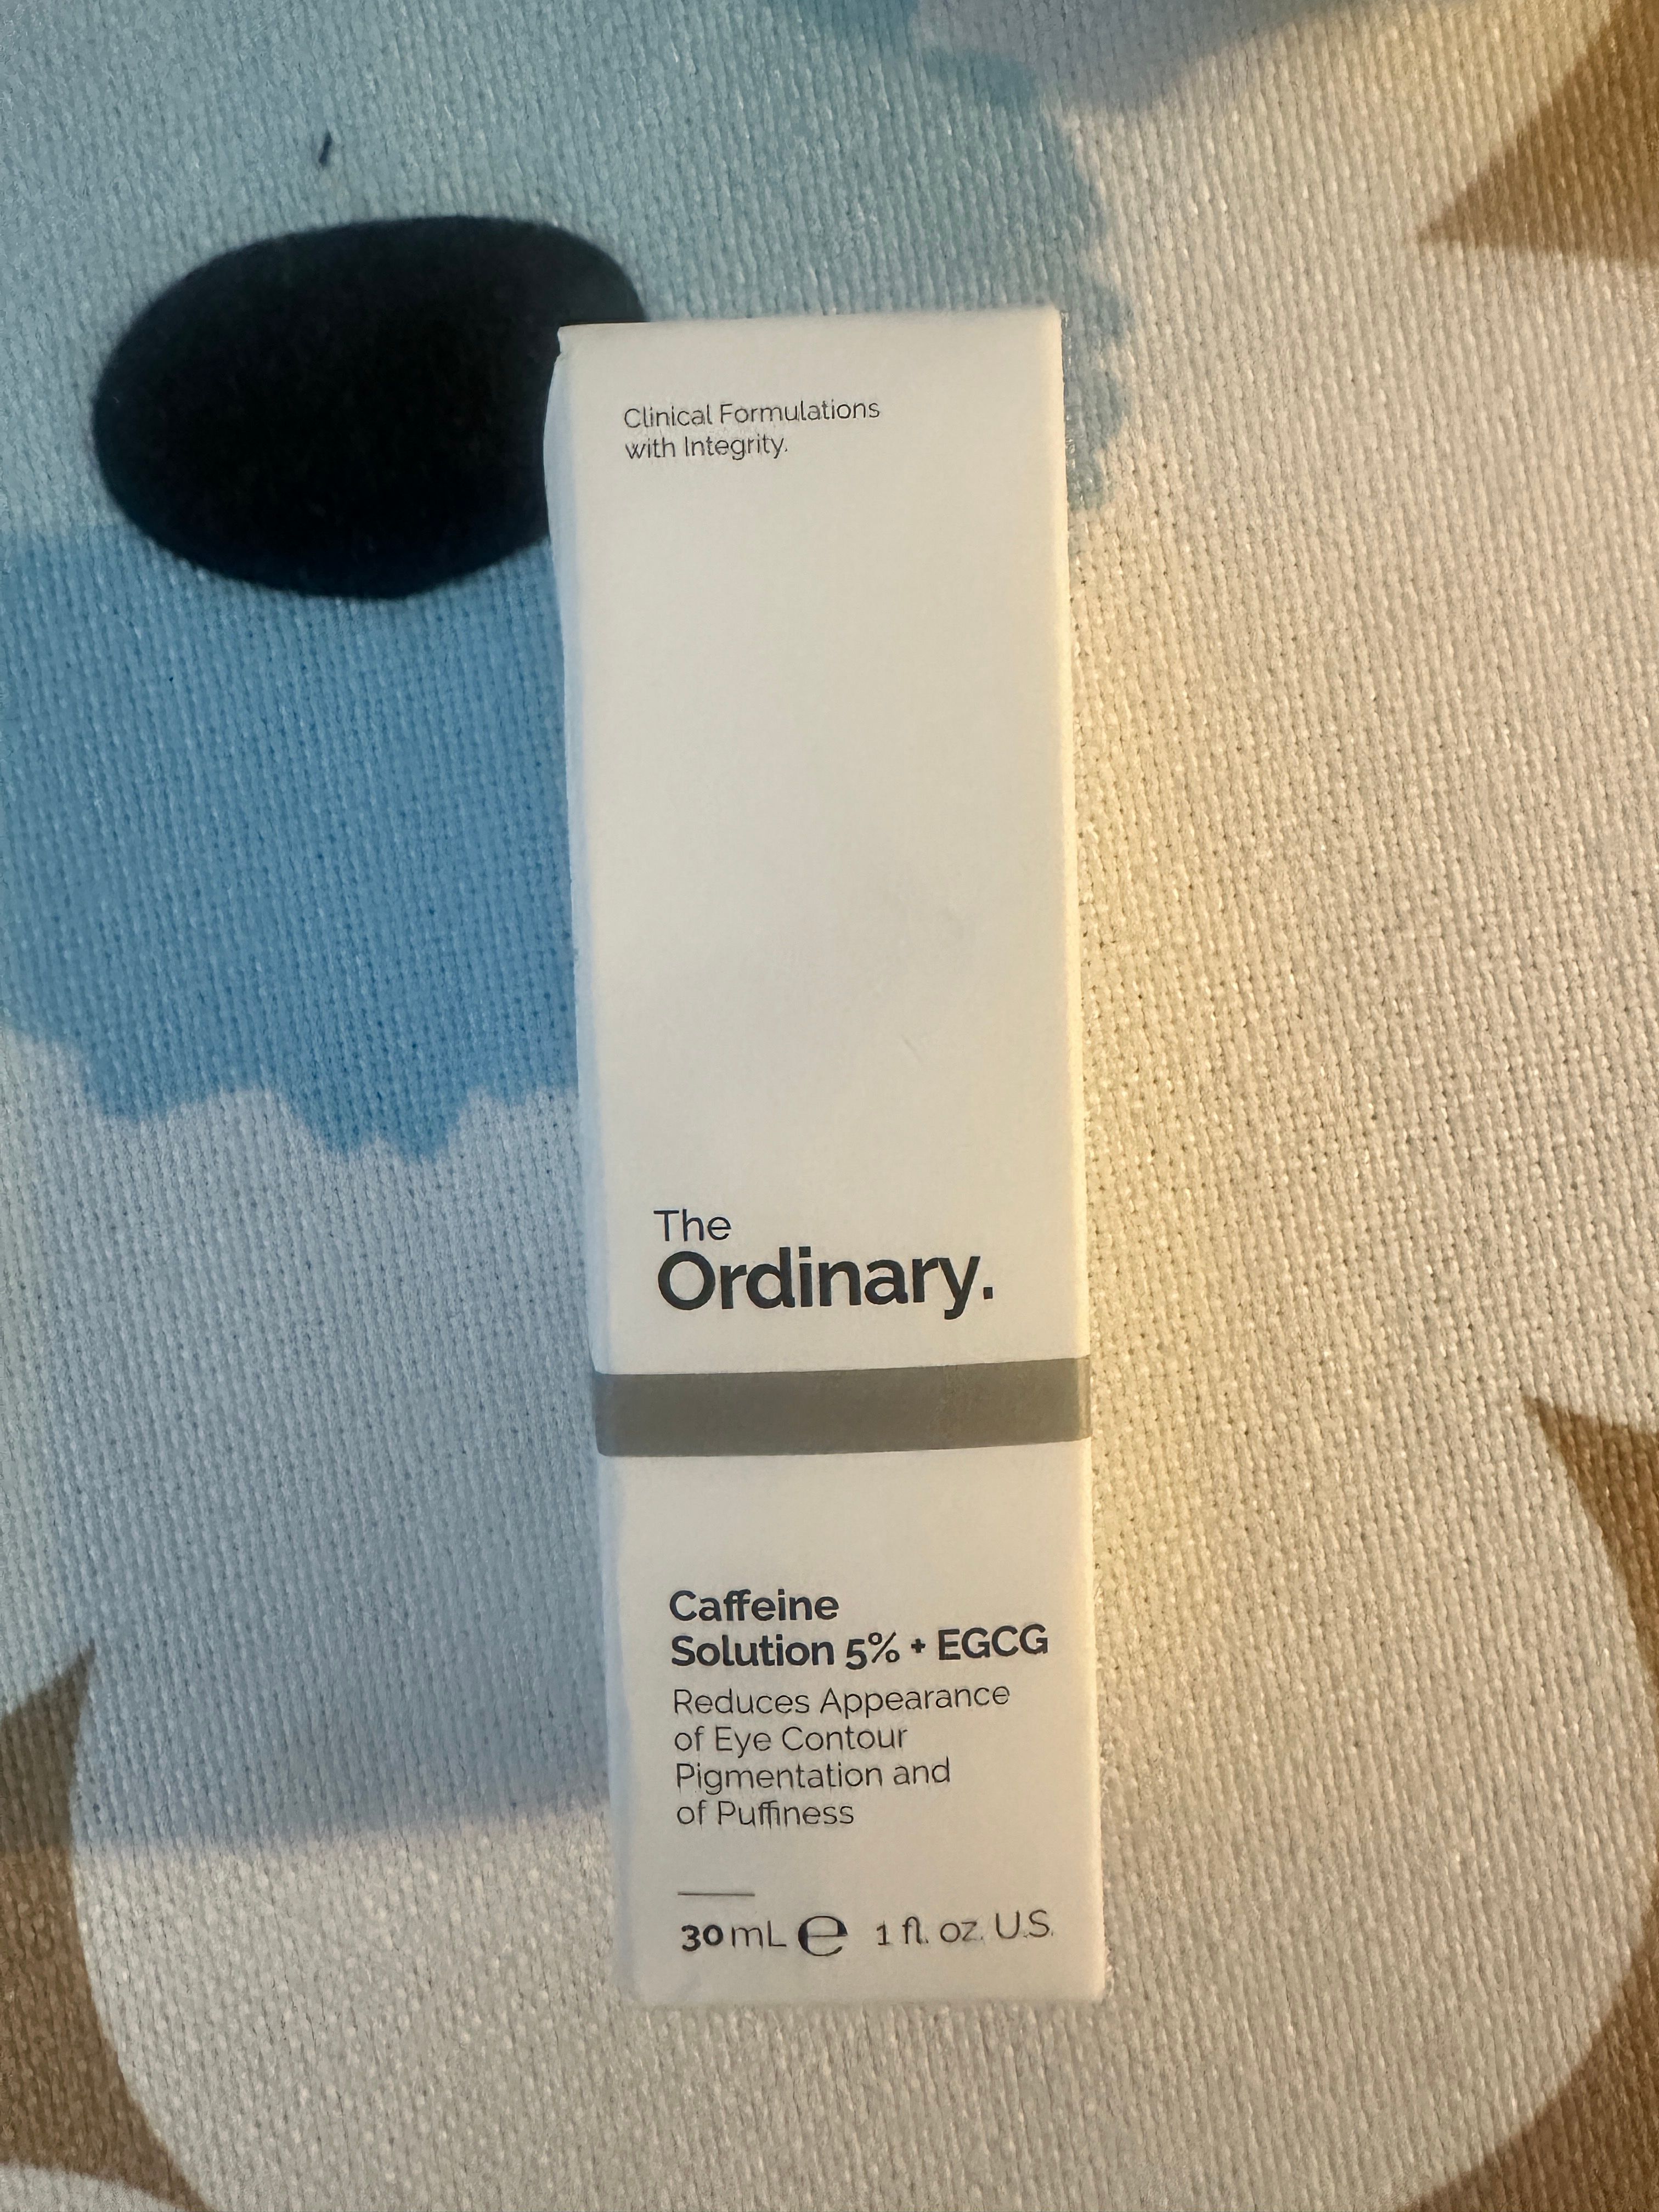 Clinical Formulations
with Integrity.
The
Ordinary.
Caffeine
Solution 5% + EGCG
Reduces Appearance
of Eye Contour
Pigmentation and
of Puffiness
30 mL ℮ 1 fl. oz. U.S.